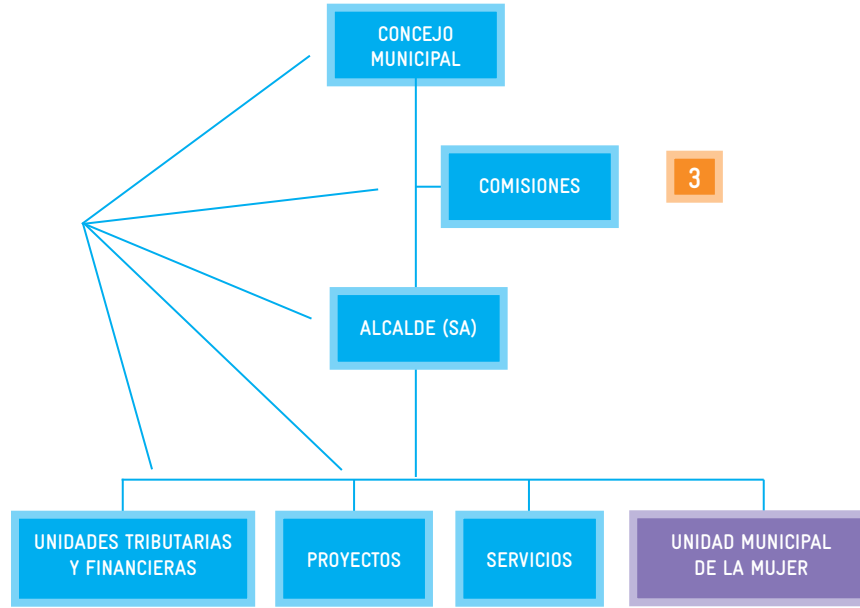 CONCEJO
MUNICIPAL
COMISIONES
3
ALCALDE (SA)
UNIDADES TRIBUTARIAS
Y FINANCIERAS
PROYECTOS
SERVICIOS
UNIDAD MUNICIPAL
DE LA MUJER